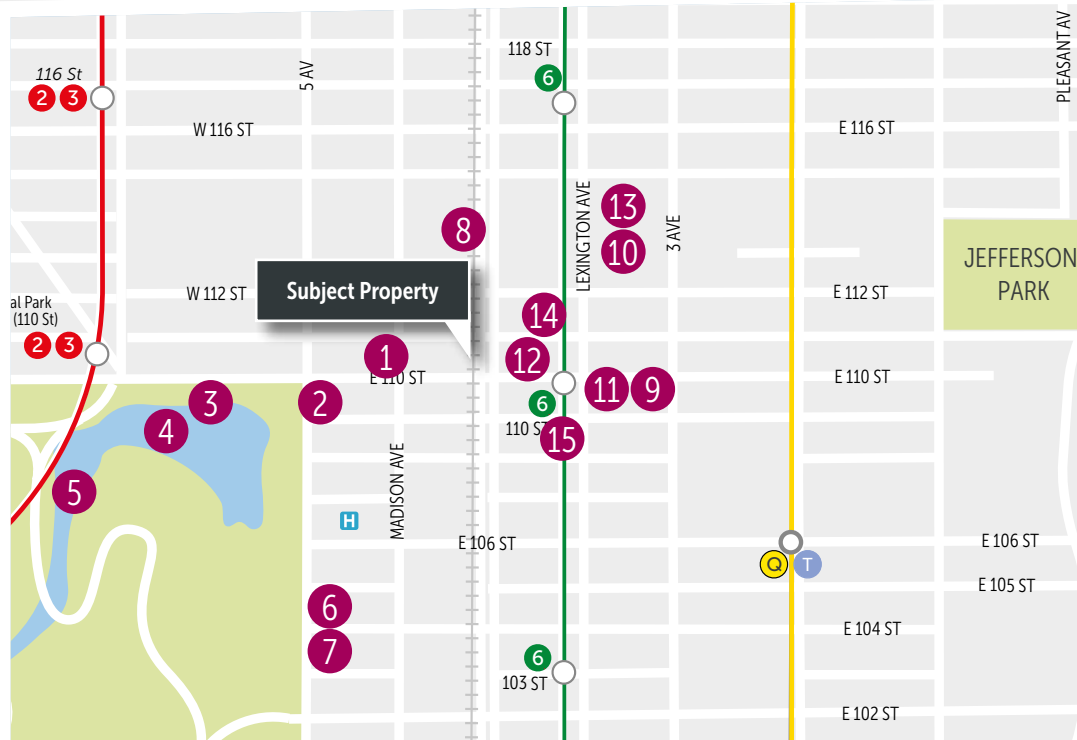 118 ST
5 AV
PLEASANT AV
116 St
2 3
6
W 116 ST
E 116 ST
LEXINGTON AVE
3 AVE
13
8
10
JEFFERSON
PARK
Subject Property
W 112 ST
E 112 ST
al Park
(110 St)
2 3
14
1
12
E 110 ST
E 110 ST
11 9
3
2
6
110 ST
4
15
MADISON AVE
5
H
E 106 ST
E 106 ST
Q T
E 105 ST
6
E 104 ST
7
6
103 ST
E 102 ST